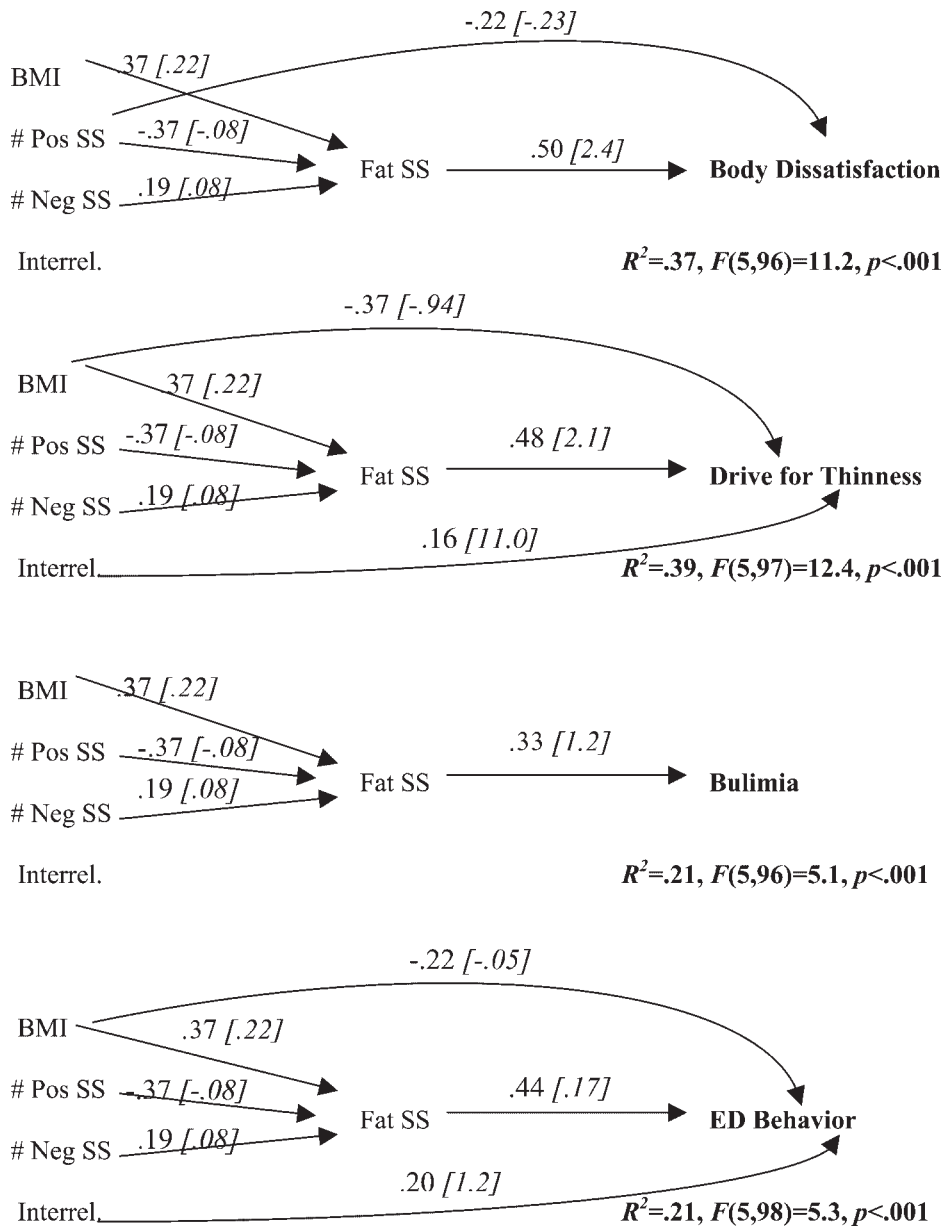 -.22 [-.23]
.37 [.22]
BMI
# Pos SS
-.37 [-.08]
Fat SS
.50 [2.4]
Body Dissatisfaction
.19 [.08]
# Neg SS
Interrel.
R²=.37, F(5,96)=11.2, p<.001
-.37 [-.94]
BMI
.37 [.22]
# Pos SS
-.37 [-.08]
Fat SS
.48 [2.1]
Drive for Thinness
.19 [.08]
# Neg SS
.16 [11.0]
Interrel.
R²=.39, F(5,97)=12.4, p<.001
BMI
.37 [.22]
# Pos SS
-.37 [-.08]
Fat SS
.33 [1.2]
Bulimia
.19 [.08]
# Neg SS
Interrel.
R²=.21, F(5,96)=5.1, p<.001
-.22 [-.05]
BMI
.37 [.22]
# Pos SS
-.37 [-.08]
Fat SS
.44 [.17]
ED Behavior
.19 [.08]
# Neg SS
.20 [1.2]
Interrel.
R²=.21, F(5,98)=5.3, p<.001